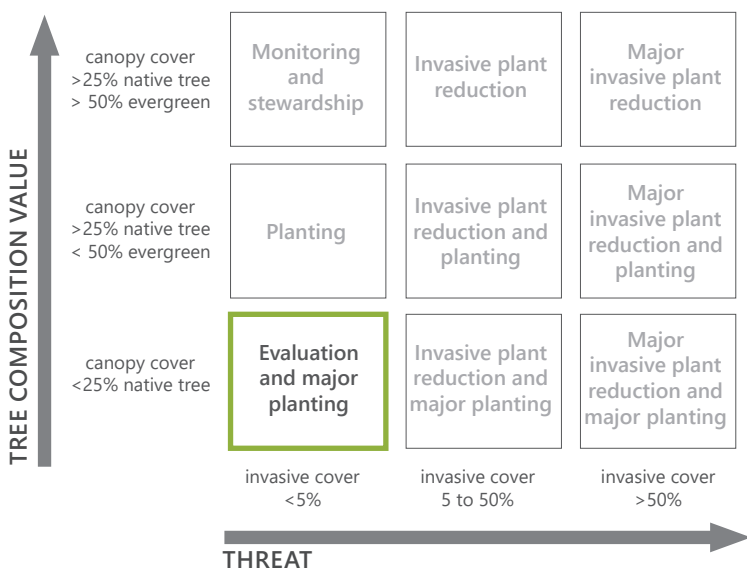 TREE COMPOSITION VALUE
canopy cover
>25% native tree
> 50% evergreen
Monitoring
and
stewardship
Invasive plant
reduction
Major
invasive plant
reduction
canopy cover
>25% native tree
< 50% evergreen
Planting
Invasive plant
reduction and
planting
Major
invasive plant
reduction and
planting
canopy cover
<25% native tree
Evaluation
and major
planting
Invasive plant
reduction and
major planting
Major
invasive plant
reduction and
major planting
invasive cover
<5%
invasive cover
5 to 50%
invasive cover
>50%
THREAT